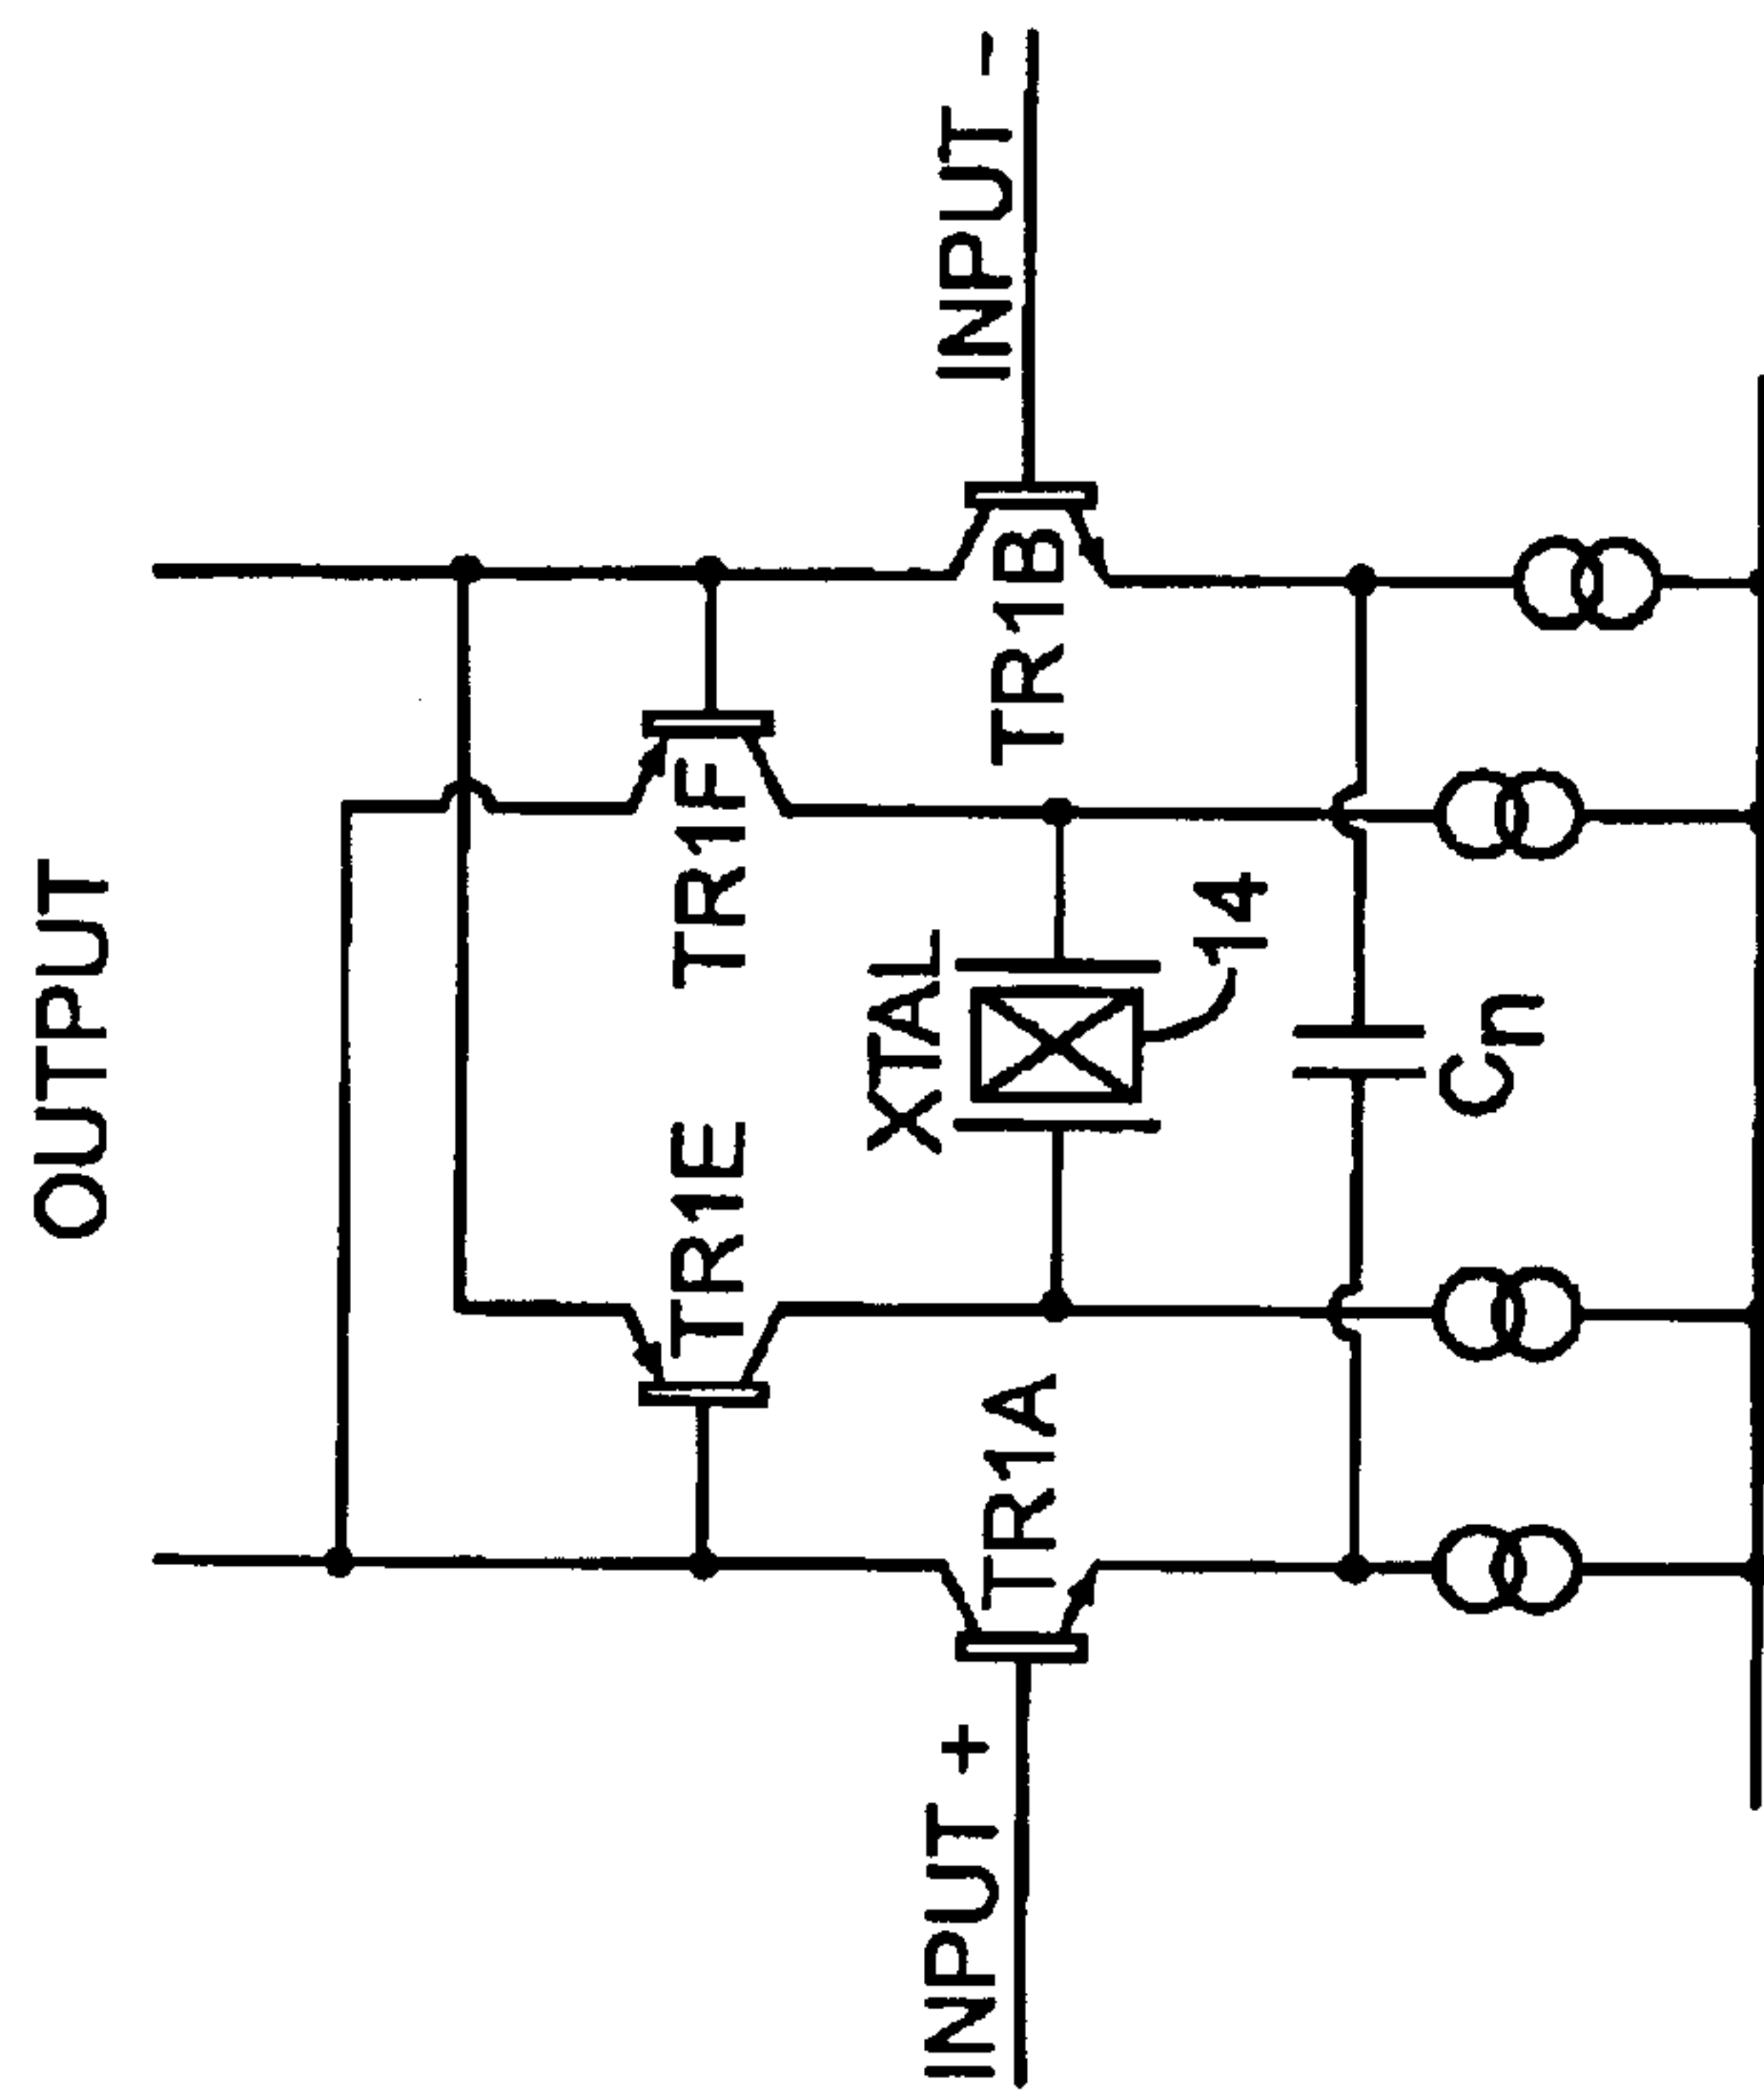 OUTPUT
TR1E
TR1F
XTAL
INPUT +
TR1A
TR1B
INPUT -
14
Cn